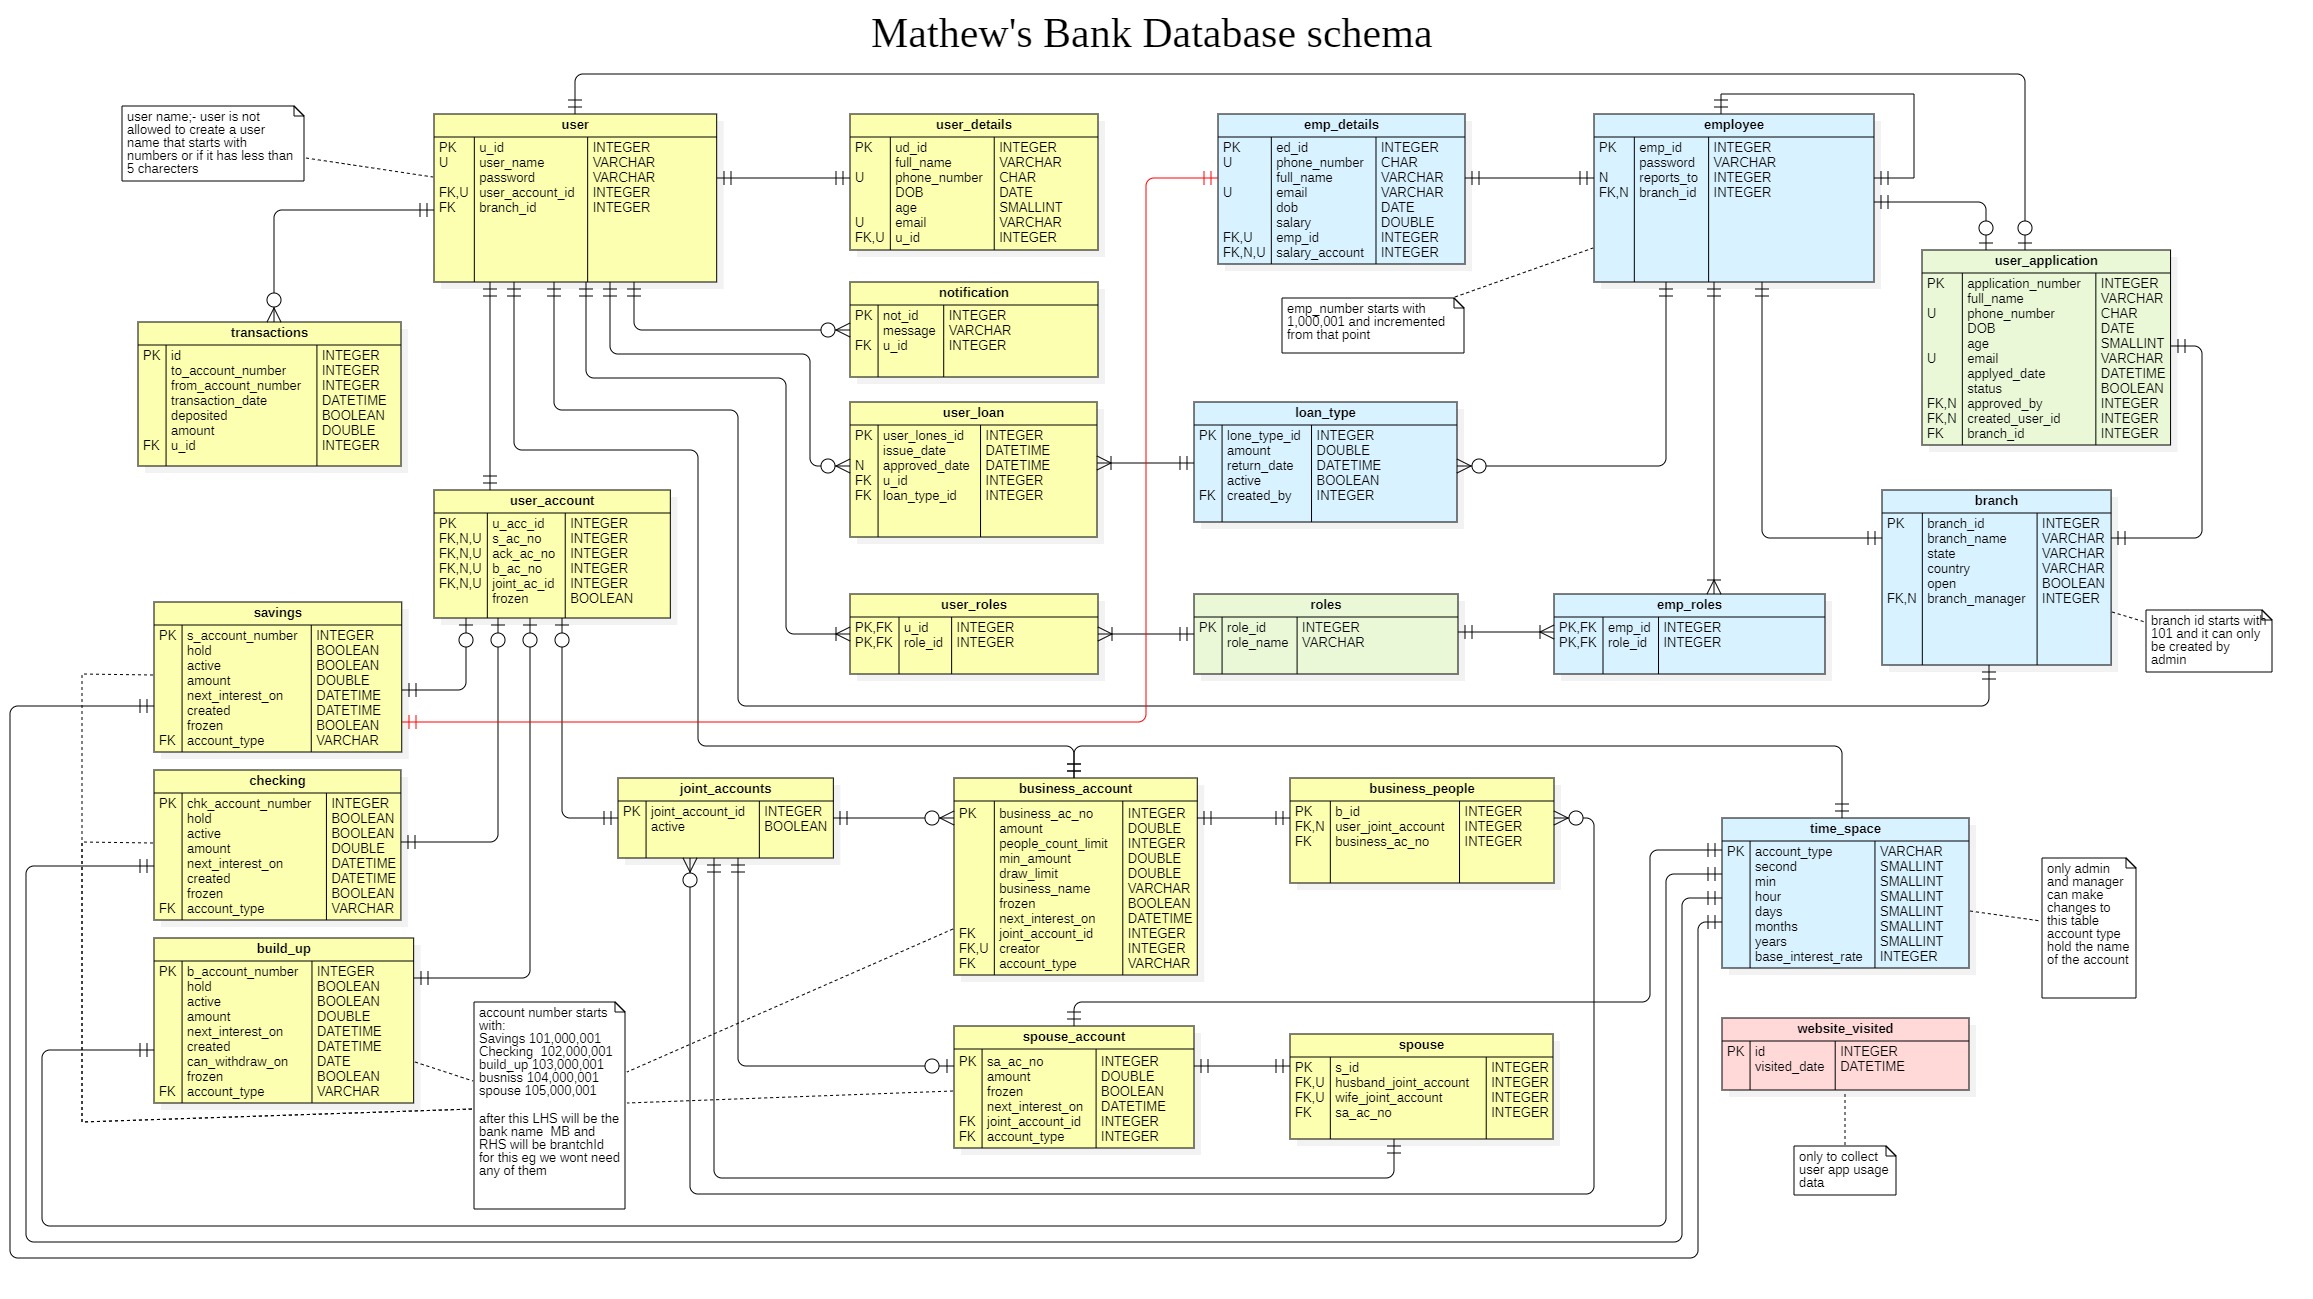 Mathew's Bank Database schema
user name;- user is not
allowed to create a user
name that starts with
numbers or if it has less than
5 charecters
user
PK u_id INTEGER
U user_name VARCHAR
password VARCHAR
FK,U user_account_id INTEGER
FK branch_id INTEGER
user_details
PK ud_id INTEGER
full_name VARCHAR
U phone_number CHAR
DOB DATE
age SMALLINT
U email VARCHAR
FK,U u_id INTEGER
emp_details
PK ed_id INTEGER
U phone_number CHAR
full_name VARCHAR
U email VARCHAR
dob DATE
salary DOUBLE
FK,U emp_id INTEGER
FK,N,U salary_account INTEGER
employee
PK emp_id INTEGER
password VARCHAR
N reports_to INTEGER
FK,N branch_id INTEGER
user_application
PK application_number INTEGER
full_name VARCHAR
U phone_number CHAR
DOB DATE
age SMALLINT
U email VARCHAR
applyed_date DATETIME
status BOOLEAN
FK,N approved_by INTEGER
FK,N created_user_id INTEGER
FK branch_id INTEGER
transactions
PK id INTEGER
to_account_number INTEGER
from_account_number INTEGER
transaction_date DATETIME
deposited BOOLEAN
amount DOUBLE
FK u_id INTEGER
notification
PK not_id INTEGER
message VARCHAR
FK u_id INTEGER
emp_number starts with
1,000,001 and incremented
from that point
user_loan
PK user_lones_id INTEGER
issue_date DATETIME
N approved_date DATETIME
FK u_id INTEGER
FK loan_type_id INTEGER
loan_type
PK lone_type_id INTEGER
amount DOUBLE
return_date DATETIME
active BOOLEAN
FK created_by INTEGER
user_account
PK u_acc_id INTEGER
FK,N,U s_ac_no INTEGER
FK,N,U ack_ac_no INTEGER
FK,N,U b_ac_no INTEGER
FK,N,U joint_ac_id INTEGER
frozen BOOLEAN
branch
PK branch_id INTEGER
branch_name VARCHAR
state VARCHAR
country VARCHAR
open BOOLEAN
FK,N branch_manager INTEGER
branch id starts with
101 and it can only
be created by
admin
user_roles
PK,FK u_id INTEGER
PK,FK role_id INTEGER
roles
PK role_id INTEGER
role_name VARCHAR
emp_roles
PK,FK emp_id INTEGER
PK,FK role_id INTEGER
savings
PK s_account_number INTEGER
hold BOOLEAN
active BOOLEAN
amount DOUBLE
next_interest_on DATETIME
created DATETIME
frozen BOOLEAN
FK account_type VARCHAR
checking
PK chk_account_number INTEGER
hold BOOLEAN
active BOOLEAN
amount DOUBLE
next_interest_on DATETIME
created DATETIME
frozen BOOLEAN
FK account_type VARCHAR
joint_accounts
PK joint_account_id INTEGER
active BOOLEAN
business_account
PK business_ac_no INTEGER
amount DOUBLE
people_count_limit INTEGER
min_amount DOUBLE
draw_limit DOUBLE
business_name VARCHAR
frozen BOOLEAN
next_interest_on DATETIME
FK joint_account_id INTEGER
FK,U creator INTEGER
FK account_type VARCHAR
business_people
PK b_id INTEGER
FK,N user_joint_account INTEGER
FK business_ac_no INTEGER
time_space
PK account_type VARCHAR
second SMALLINT
min SMALLINT
hour SMALLINT
days SMALLINT
months SMALLINT
years SMALLINT
base_interest_rate INTEGER
only admin
and manager
can make
changes to
this table
account type
hold the name
of the account
build_up
PK b_account_number INTEGER
hold BOOLEAN
active BOOLEAN
amount DOUBLE
next_interest_on DATETIME
created DATETIME
can_withdraw_on DATE
frozen BOOLEAN
FK account_type VARCHAR
account number starts
with:
Savings 101,000,001
Checking 102,000,001
build_up 103,000,001
busniss 104,000,001
spouse 105,000,001
after this LHS will be the
bank name MB and
RHS will be brantchId
for this eg we wont need
any of them
spouse_account
PK sa_ac_no INTEGER
amount DOUBLE
frozen BOOLEAN
next_interest_on DATETIME
FK joint_account_id INTEGER
FK account_type INTEGER
spouse
PK s_id INTEGER
FK,U husband_joint_account INTEGER
FK,U wife_joint_account INTEGER
FK sa_ac_no INTEGER
website_visited
PK id INTEGER
visited_date DATETIME
only to collect
user app usage
data